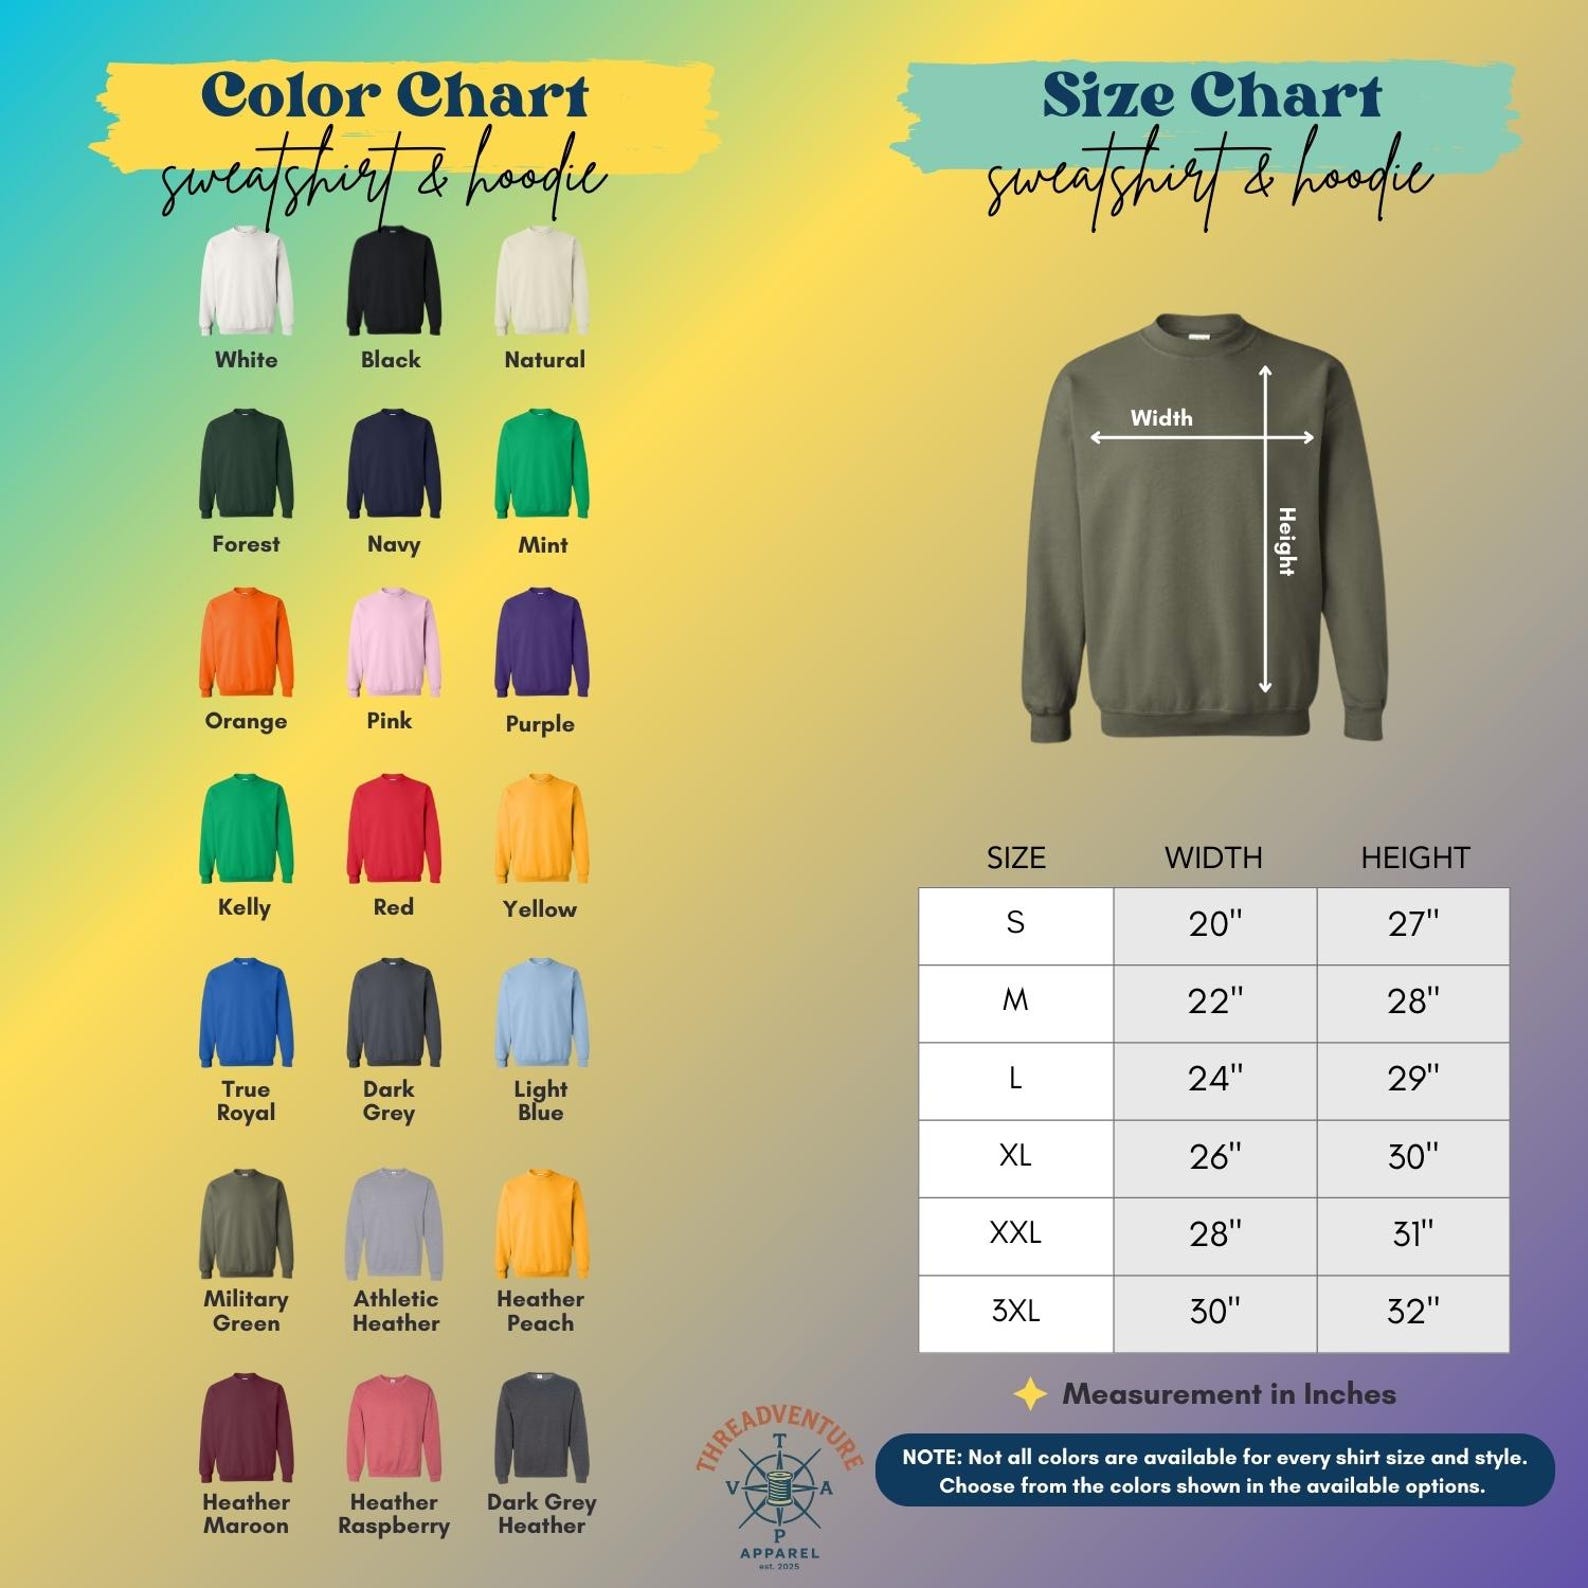 Color Chart
sweatshirt & hoodie
White
Black
Natural
Forest
Navy
Mint
Orange
Pink
Purple
Kelly
Red
Yellow
True
Royal
Dark
Grey
Light
Blue
Military
Green
Athletic
Heather
Heather
Peach
Heather
Maroon
Heather
Raspberry
Dark Grey
Heather
Size Chart
sweatshirt & hoodie
Width
Height
SIZE WIDTH HEIGHT
S 20" 27"
M 22" 28"
L 24" 29"
XL 26" 30"
XXL 28" 31"
3XL 30" 32"
Measurement in Inches
NOTE: Not all colors are available for every shirt size and style.
Choose from the colors shown in the available options.
THREADVENTURE
T
V A
P
APPAREL
est. 2025